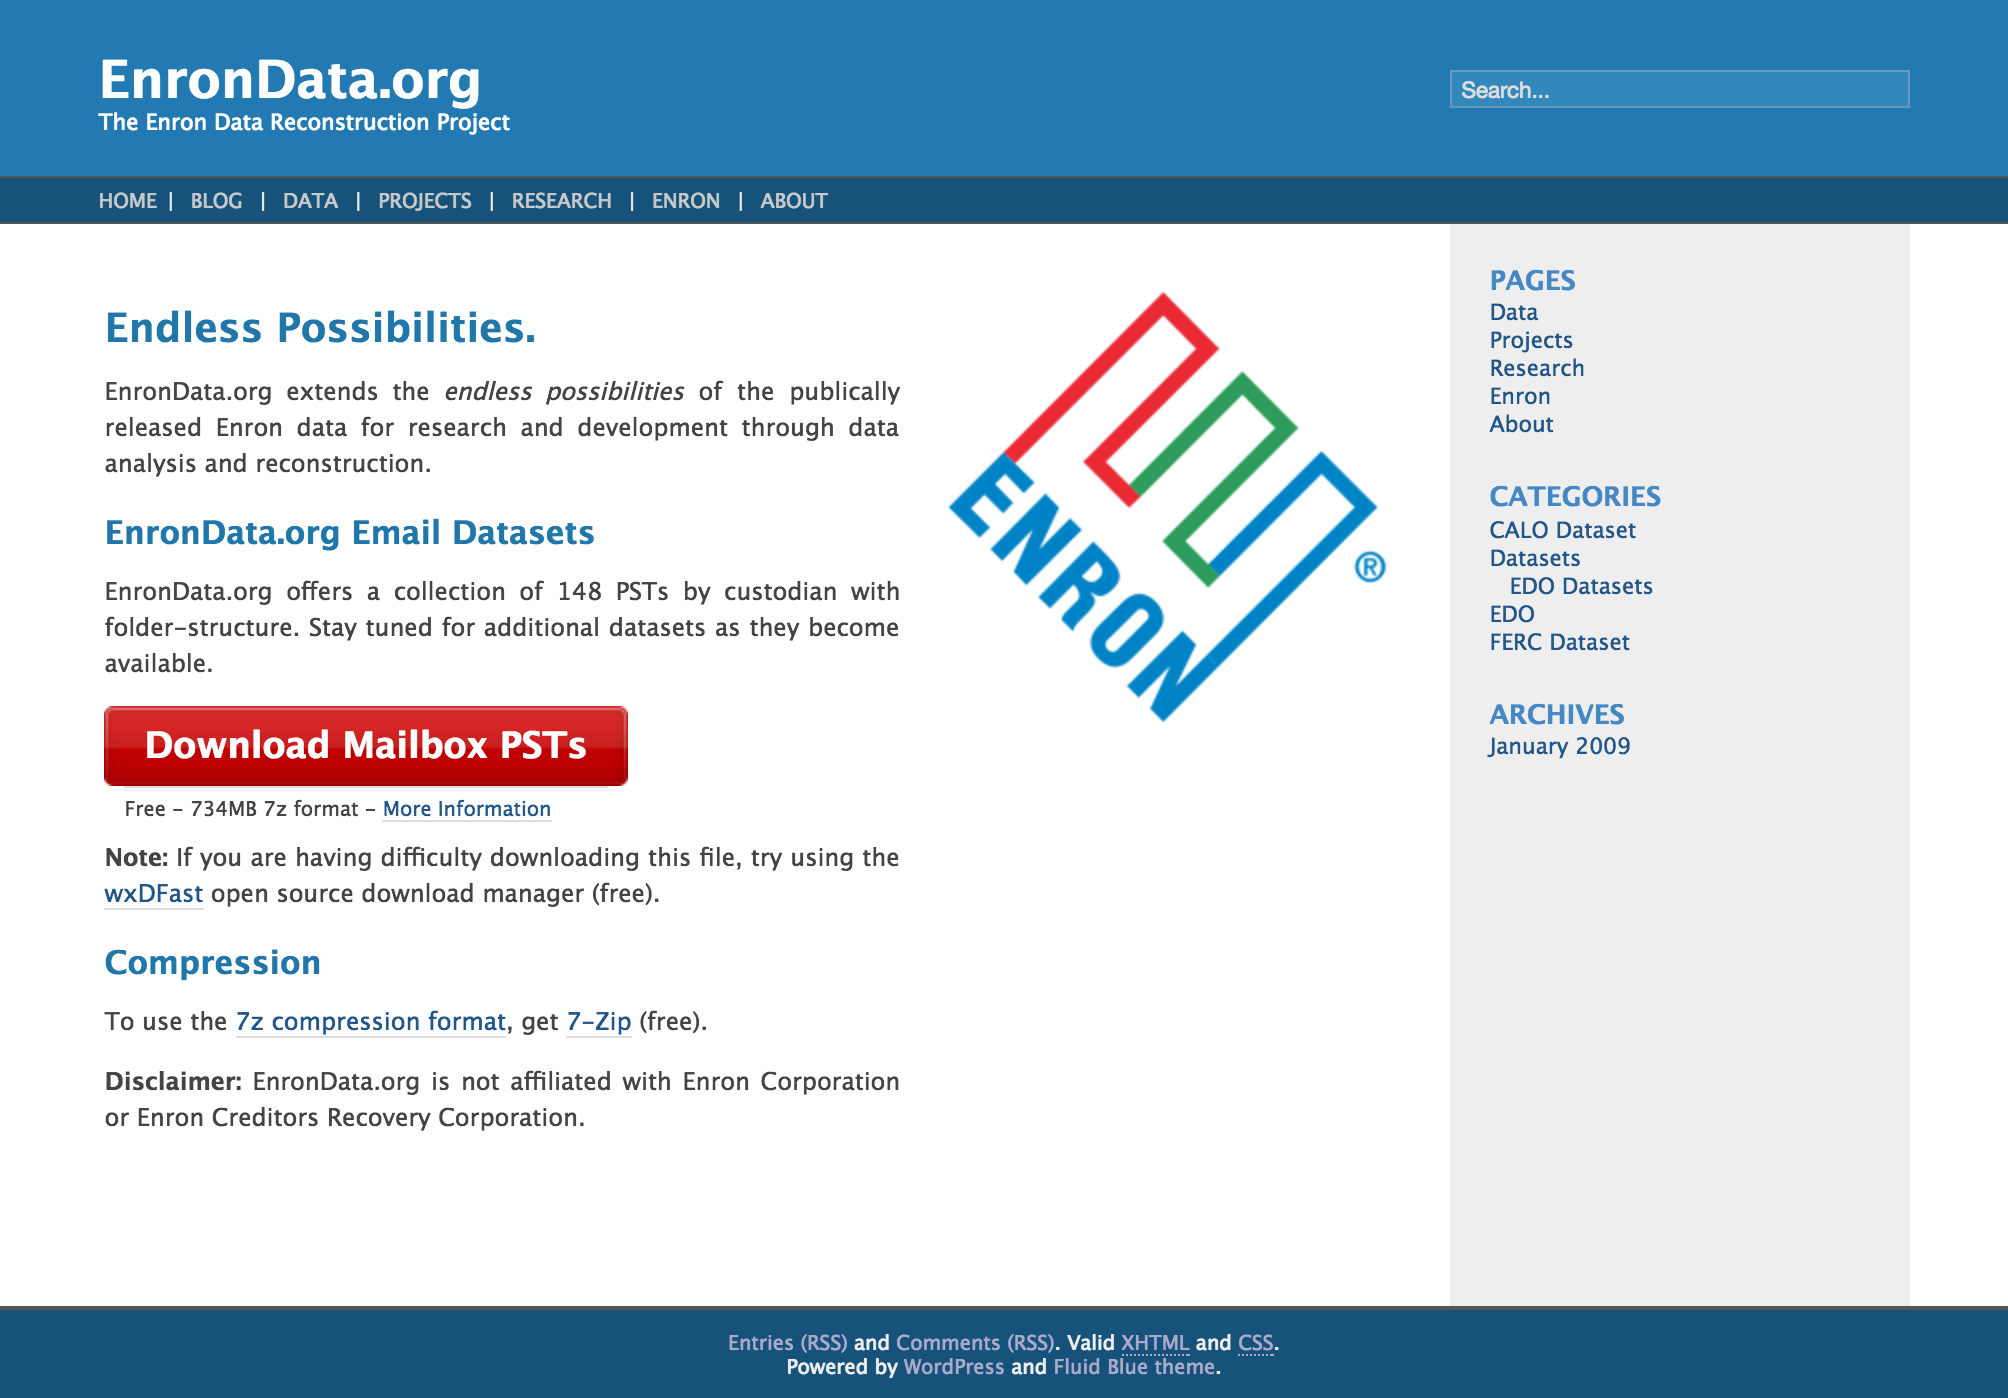 EnronData.org
The Enron Data Reconstruction Project
Search...
HOME | BLOG | DATA | PROJECTS | RESEARCH | ENRON | ABOUT
Endless Possibilities.
EnronData.org extends the endless possibilities of the publically
released Enron data for research and development through data
analysis and reconstruction.
EnronData.org Email Datasets
EnronData.org offers a collection of 148 PSTs by custodian with
folder-structure. Stay tuned for additional datasets as they become
available.
Download Mailbox PSTs
Free - 734MB 7z format - More Information
Note: If you are having difficulty downloading this file, try using the
wxDFast open source download manager (free).
Compression
To use the 7z compression format, get 7-Zip (free).
Disclaimer: EnronData.org is not affiliated with Enron Corporation
or Enron Creditors Recovery Corporation.
ENRON
®
PAGES
Data
Projects
Research
Enron
About
CATEGORIES
CALO Dataset
Datasets
EDO Datasets
EDO
FERC Dataset
ARCHIVES
January 2009
Entries (RSS) and Comments (RSS). Valid XHTML and CSS.
Powered by WordPress and Fluid Blue theme.